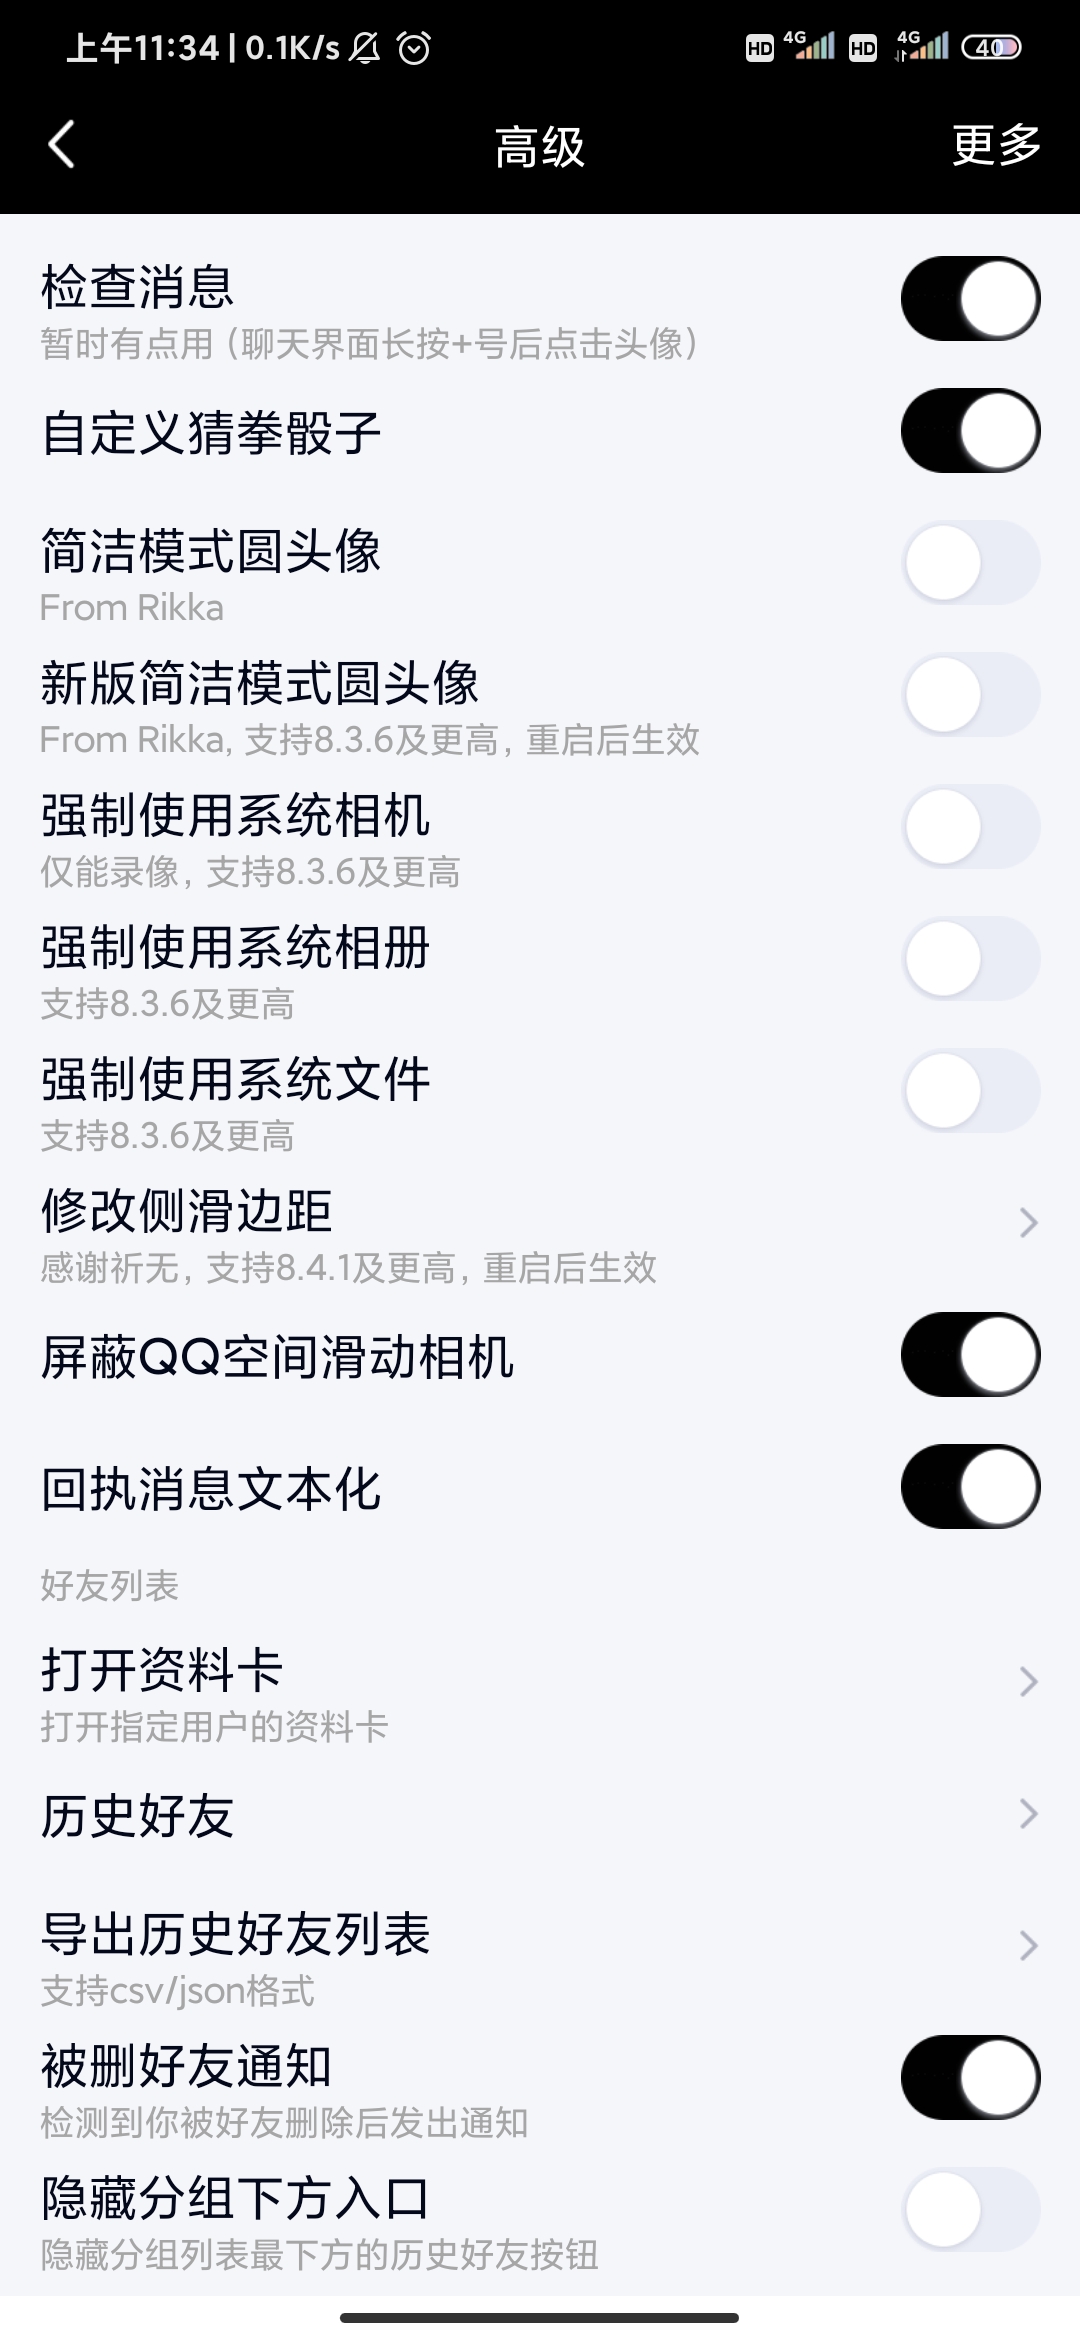 上午11:34 | 0.1K/s HD 4G HD 4G 40
高级 更多
检查消息
暂时有点用 (聊天界面长按+号后点击头像)
自定义猜拳骰子
简洁模式圆头像
From Rikka
新版简洁模式圆头像
From Rikka, 支持8.3.6及更高, 重启后生效
强制使用系统相机
仅能录像, 支持8.3.6及更高
强制使用系统相册
支持8.3.6及更高
强制使用系统文件
支持8.3.6及更高
修改侧滑边距
感谢祈无, 支持8.4.1及更高, 重启后生效
屏蔽QQ空间滑动相机
回执消息文本化
好友列表
打开资料卡
打开指定用户的资料卡
历史好友
导出历史好友列表
支持csv/json格式
被删好友通知
检测到你被好友删除后发出通知
隐藏分组下方入口
隐藏分组列表最下方的历史好友按钮